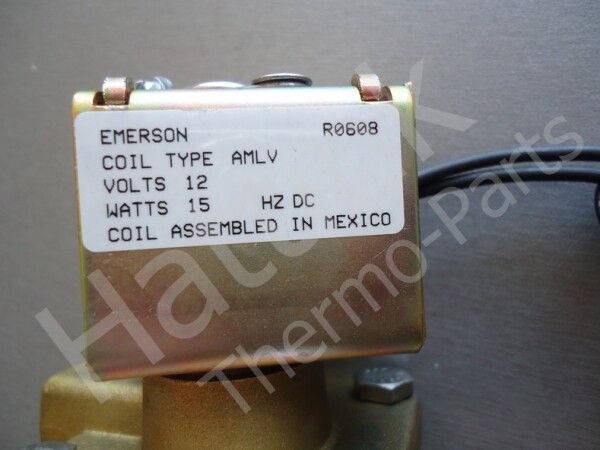 EMERSON R0608
COIL TYPE AMLV
VOLTS 12
WATTS 15 HZ DC
COIL ASSEMBLED IN MEXICO
Thermo-Parts